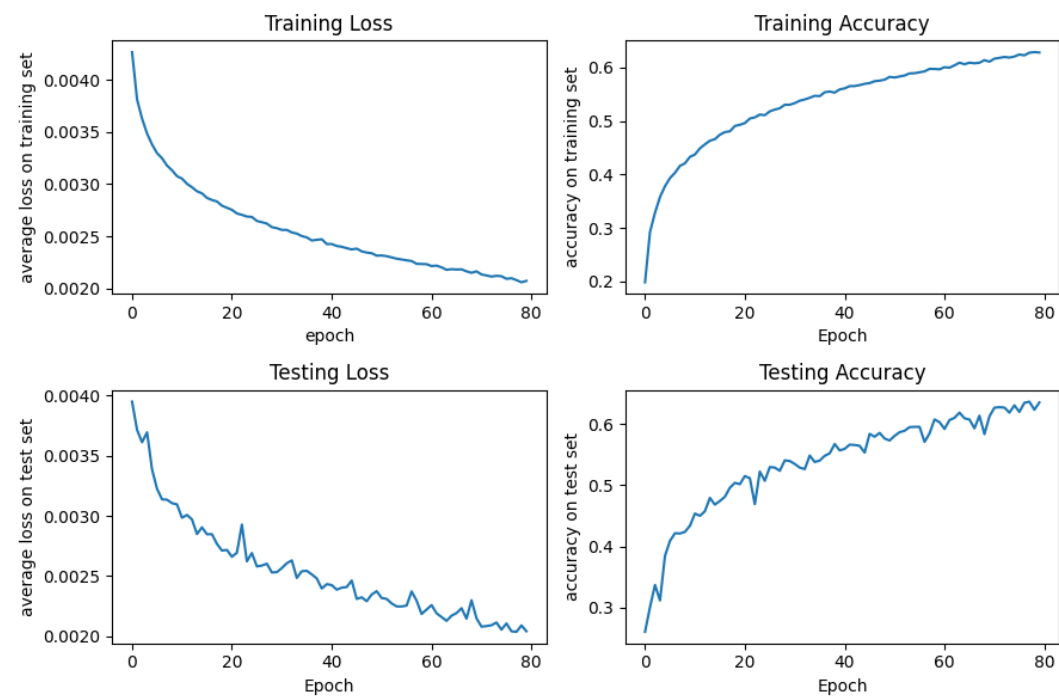 Training Loss
average loss on training set
0.0040
0.0035
0.0030
0.0025
0.0020
0 20 40 60 80
epoch
Training Accuracy
accuracy on training set
0.6
0.5
0.4
0.3
0.2
0 20 40 60 80
Epoch
Testing Loss
average loss on test set
0.0040
0.0035
0.0030
0.0025
0.0020
0 20 40 60 80
Epoch
Testing Accuracy
accuracy on test set
0.6
0.5
0.4
0.3
0 20 40 60 80
Epoch